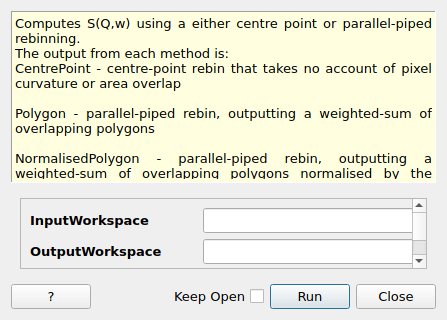 Computes S(Q,w) using a either centre point or parallel-piped
rebinning.
The output from each method is:
CentrePoint - centre-point rebin that takes no account of pixel
curvature or area overlap
Polygon - parallel-piped rebin, outputting a weighted-sum of
overlapping polygons
NormalisedPolygon - parallel-piped rebin, outputting a
weighted-sum of overlapping polygons normalised by the
InputWorkspace
OutputWorkspace
?
Keep Open
Run
Close